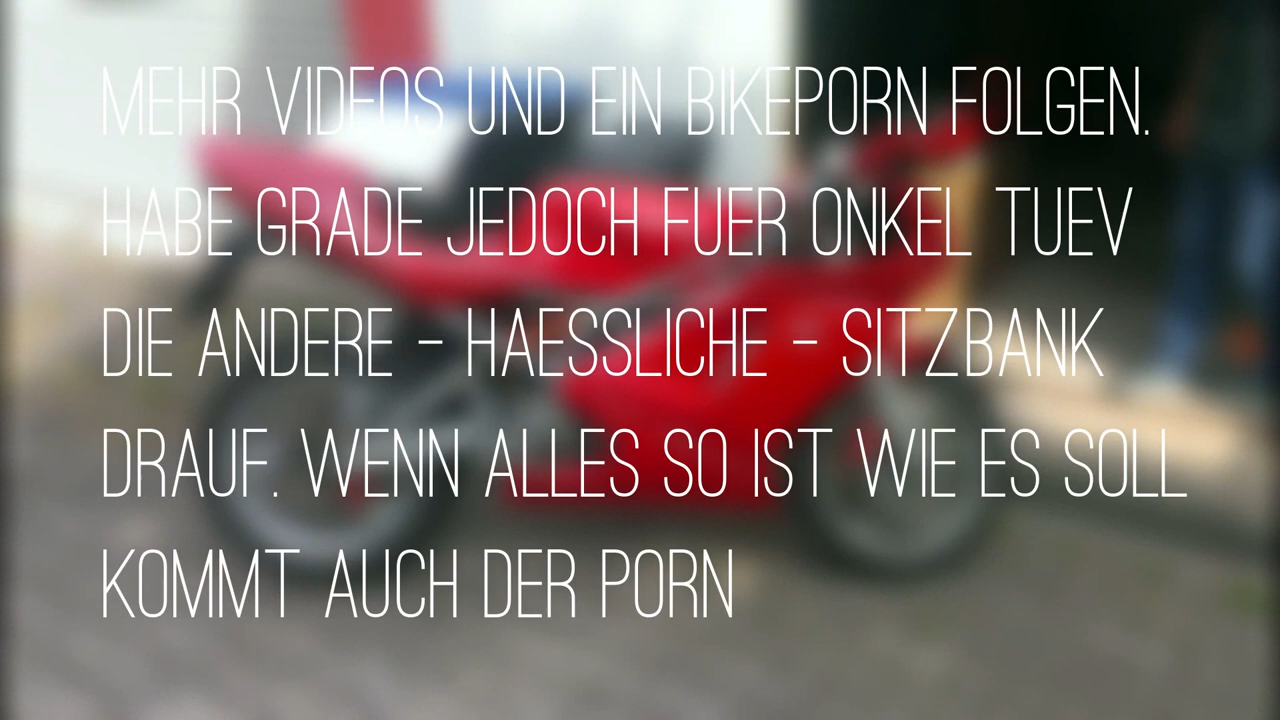 MEHR VIDEOS UND EIN BIKEPORN FOLGEN.
HABE GRADE JEDOCH FUER ONKEL TUEV
DIE ANDERE - HAESSLICHE - SITZBANK
DRAUF. WENN ALLES SO IST WIE ES SOLL
KOMMT AUCH DER PORN